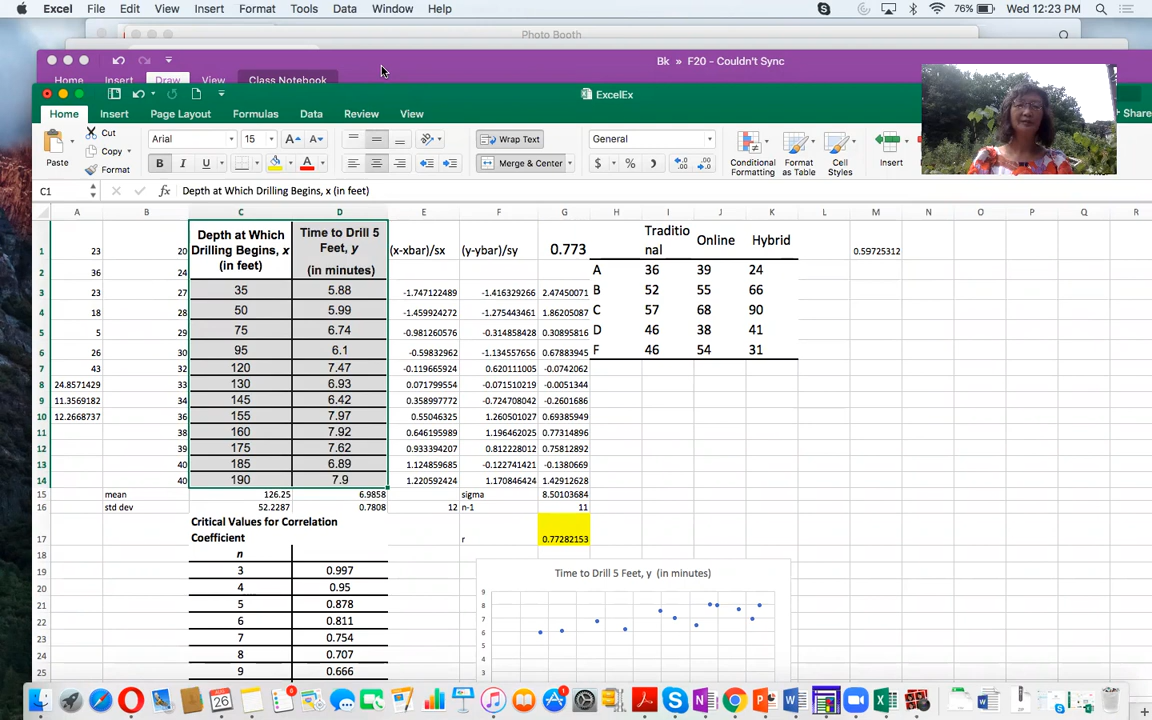 Excel File Edit View Insert Format Tools Data Window Help 76% Wed 12:23 PM
Photo Booth
Bk » F20 - Couldn't Sync
Home Insert Draw View Class Notebook
ExcelEx
Home Insert Page Layout Formulas Data Review View Share
Paste Cut Copy Format Arial 15 A A Wrap Text General Conditional Formatting Format as Table Cell Styles Insert
B I U A Merge & Center $ % )
C1 fx Depth at Which Drilling Begins, x (in feet)
A B C D E F G H I J K L M N O P Q R
1 23 20 Depth at Which Drilling Begins, x (in feet) Time to Drill 5 Feet, y (in minutes) (x-xbar)/sx (y-ybar)/sy 0.773 Traditio nal Online Hybrid 0.59725312
2 36 24 A 36 39 24
3 23 27 35 5.88 -1.747122489 -1.416329266 2.47450071 B 52 55 66
4 18 28 50 5.99 -1.459924272 -1.275443461 1.86205087 C 57 68 90
5 5 29 75 6.74 -0.981260576 -0.314858428 0.30895816 D 46 38 41
6 26 30 95 6.1 -0.59832962 -1.134557656 0.67883945 F 46 54 31
7 43 32 120 7.47 -0.119665924 0.620111005 -0.0742062
8 24.8571429 33 130 6.93 0.071799554 -0.071510219 -0.0051344
9 11.3569182 34 145 6.42 0.358997772 -0.724708042 -0.2601686
10 12.2668737 36 155 7.97 0.55046325 1.260501027 0.69385949
11 38 160 7.92 0.646195989 1.196462025 0.77314896
12 39 175 7.62 0.933394207 0.812228012 0.75812892
13 40 185 6.89 1.124859685 -0.122741421 -0.1380669
14 40 190 7.9 1.220592424 1.170846424 1.42912628
15 mean 126.25 6.9858 sigma 8.50103684
16 std dev 52.2287 0.7808 12 n-1 11
17 Critical Values for Correlation Coefficient r 0.77282153
18 n
19 3 0.997
20 4 0.95
21 5 0.878
22 6 0.811
23 7 0.754
24 8 0.707
25 9 0.666
Time to Drill 5 Feet, y (in minutes)
9
8
7
6
5
4
3
AUG
26